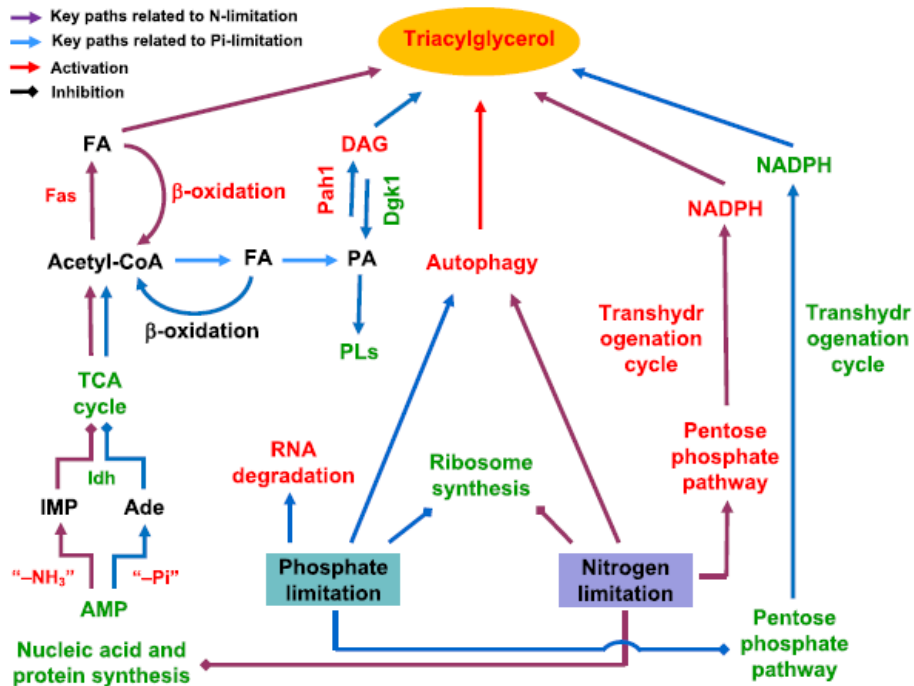 Key paths related to N-limitation
Key paths related to Pi-limitation
Activation
Inhibition
Triacylglycerol
FA
DAG
NADPH
Fas
β-oxidation
Pah1
Dgk1
NADPH
Acetyl-CoA
FA
PA
Autophagy
β-oxidation
PLs
Transhydr
ogenation
cycle
Transhydr
ogenation
cycle
TCA
cycle
RNA
degradation
Ribosome
synthesis
Pentose
phosphate
pathway
Idh
IMP
Ade
Phosphate
limitation
Nitrogen
limitation
“–NH₃”
“–Pi”
AMP
Nucleic acid and
protein synthesis
Pentose
phosphate
pathway